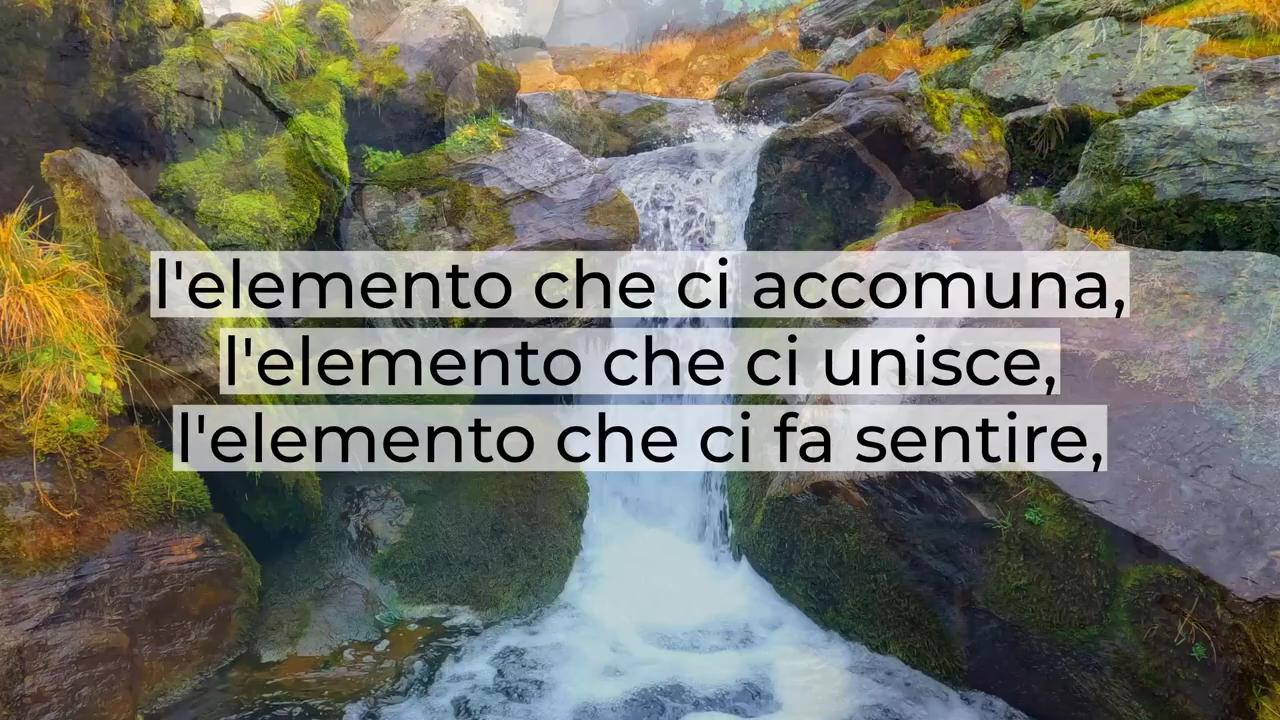 l'elemento che ci accomuna,
l'elemento che ci unisce,
l'elemento che ci fa sentire,